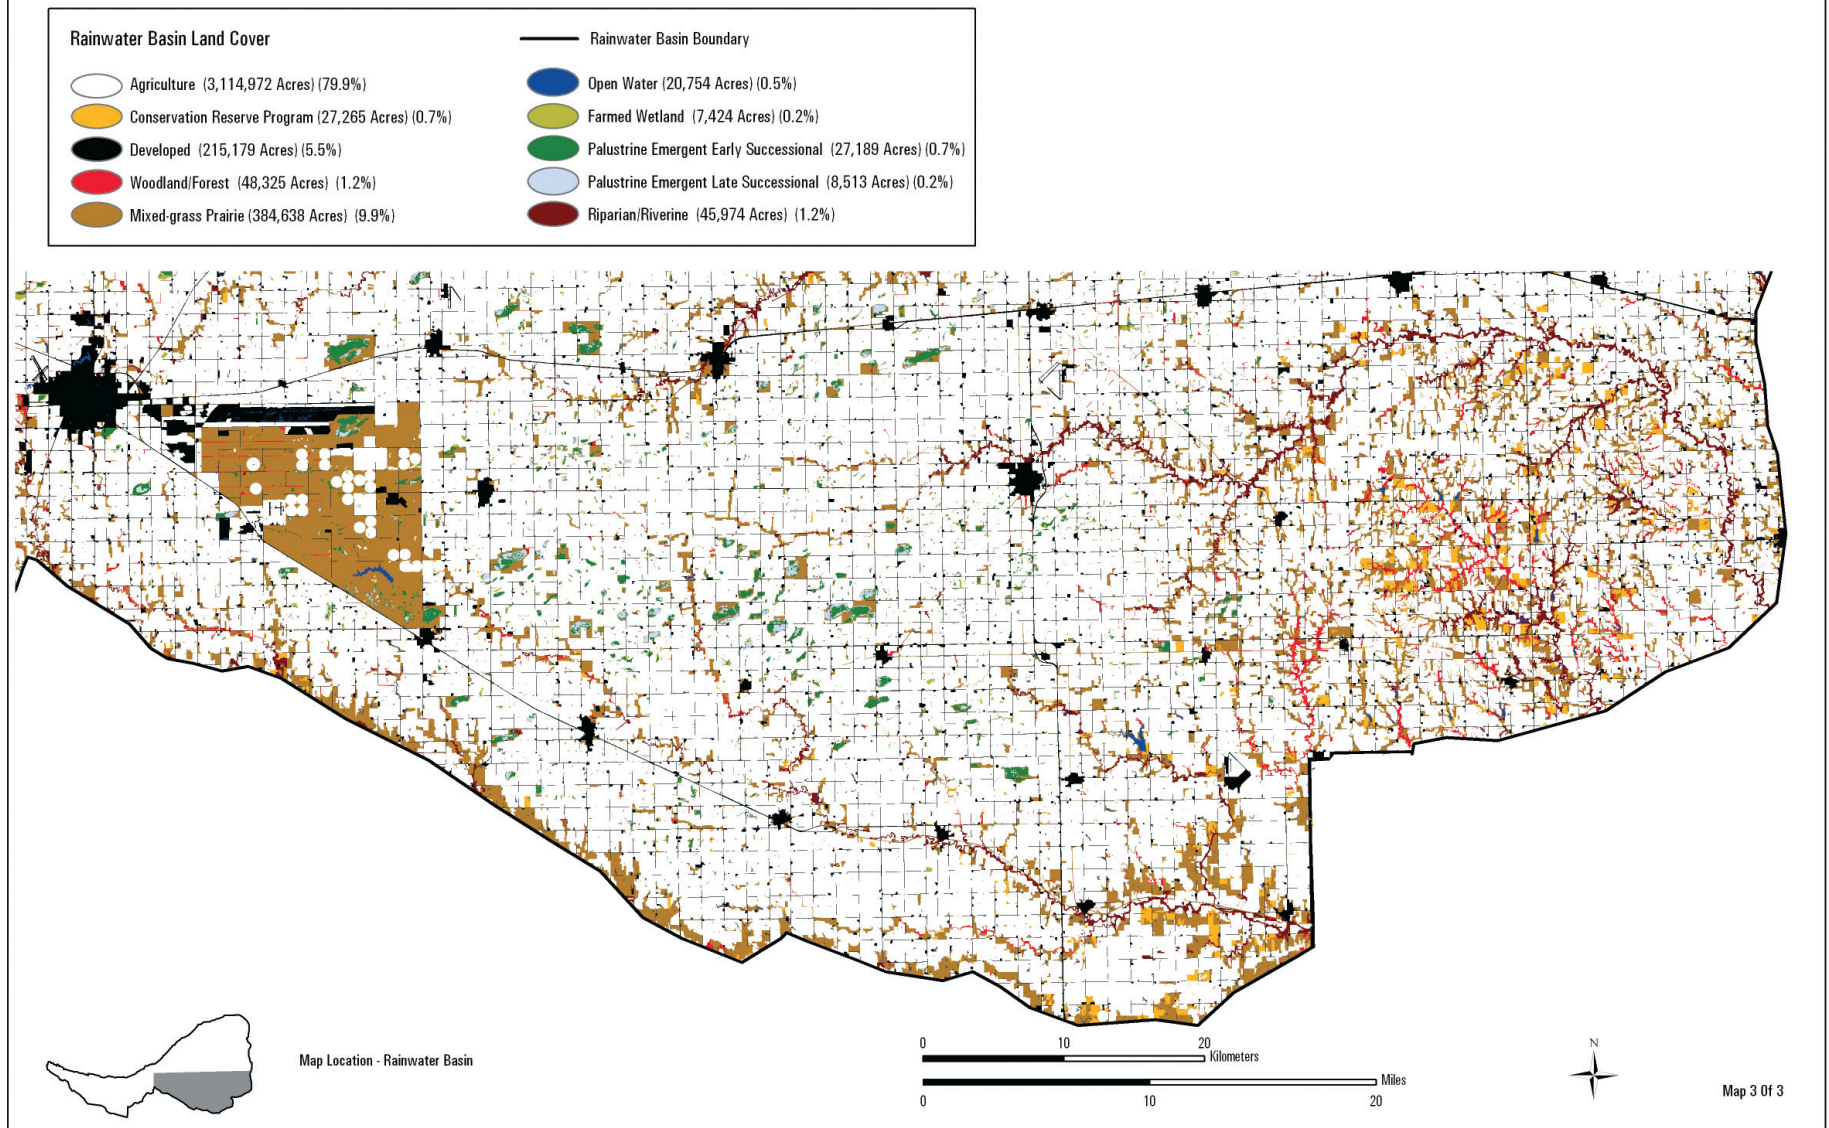 Rainwater Basin Land Cover
Agriculture (3,114,972 Acres) (79.9%)
Conservation Reserve Program (27,265 Acres) (0.7%)
Developed (215,179 Acres) (5.5%)
Woodland/Forest (48,325 Acres) (1.2%)
Mixed-grass Prairie (384,638 Acres) (9.9%)
Rainwater Basin Boundary
Open Water (20,754 Acres) (0.5%)
Farmed Wetland (7,424 Acres) (0.2%)
Palustrine Emergent Early Successional (27,189 Acres) (0.7%)
Palustrine Emergent Late Successional (8,513 Acres) (0.2%)
Riparian/Riverine (45,974 Acres) (1.2%)
Map Location - Rainwater Basin
0 10 20
Kilometers
Miles
0 10 20
N
Map 3 Of 3